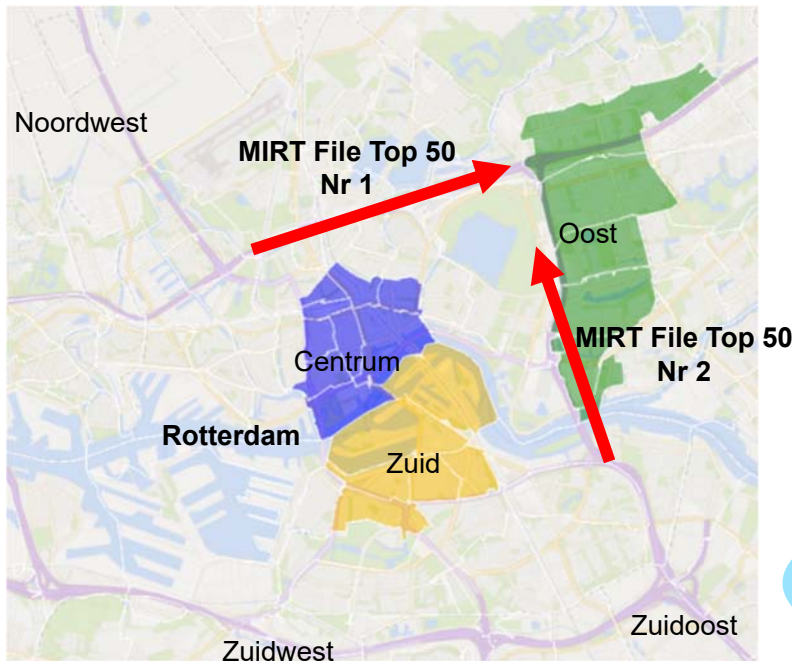 Noordwest
MIRT File Top 50
Nr 1
Oost
MIRT File Top 50
Nr 2
Centrum
Rotterdam
Zuid
Zuidoost
Zuidwest